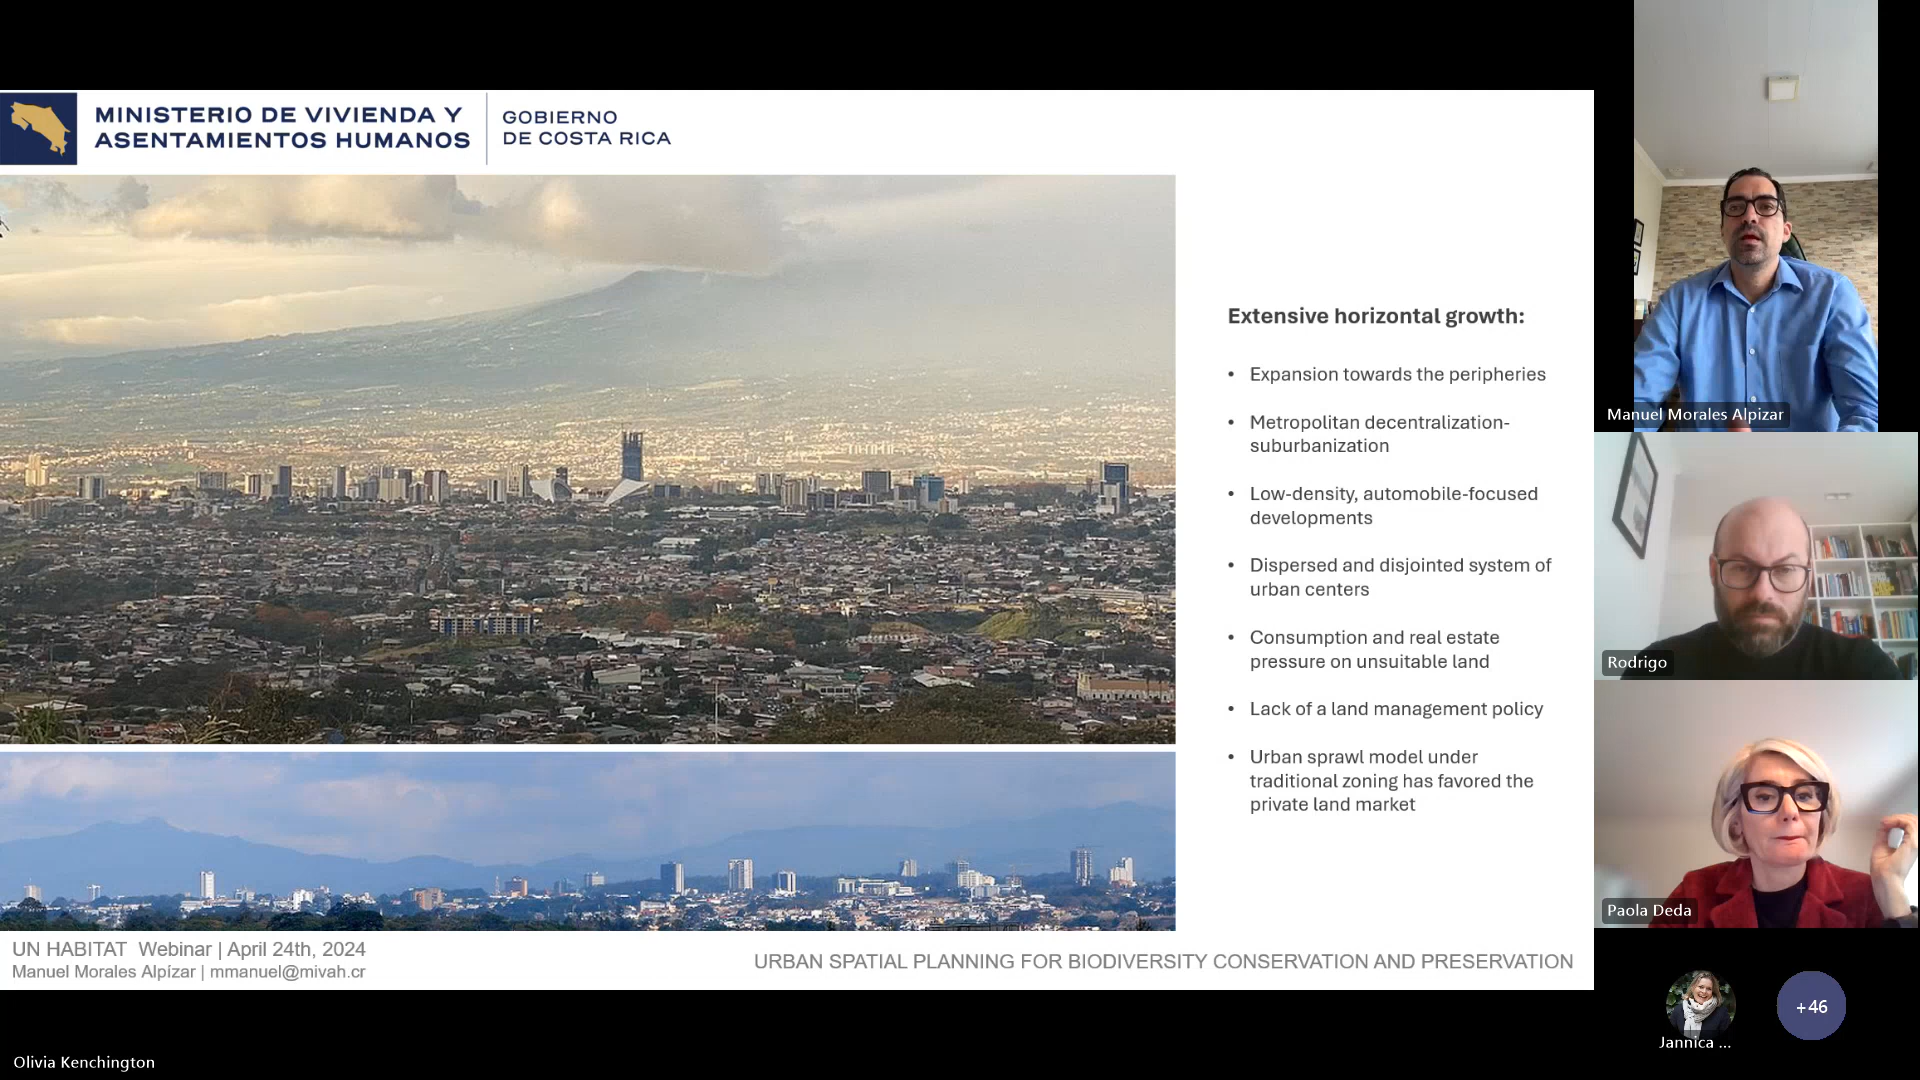 MINISTERIO DE VIVIENDA Y
ASENTAMIENTOS HUMANOS
GOBIERNO
DE COSTA RICA
Extensive horizontal growth:
• Expansion towards the peripheries
• Metropolitan decentralization-
suburbanization
• Low-density, automobile-focused
developments
• Dispersed and disjointed system of
urban centers
• Consumption and real estate
pressure on unsuitable land
• Lack of a land management policy
• Urban sprawl model under
traditional zoning has favored the
private land market
UN HABITAT Webinar | April 24th, 2024
Manuel Morales Alpízar | mmanuel@mivah.cr
URBAN SPATIAL PLANNING FOR BIODIVERSITY CONSERVATION AND PRESERVATION
Manuel Morales Alpizar
Rodrigo
Paola Deda
Jannica ...
+46
Olivia Kenchington